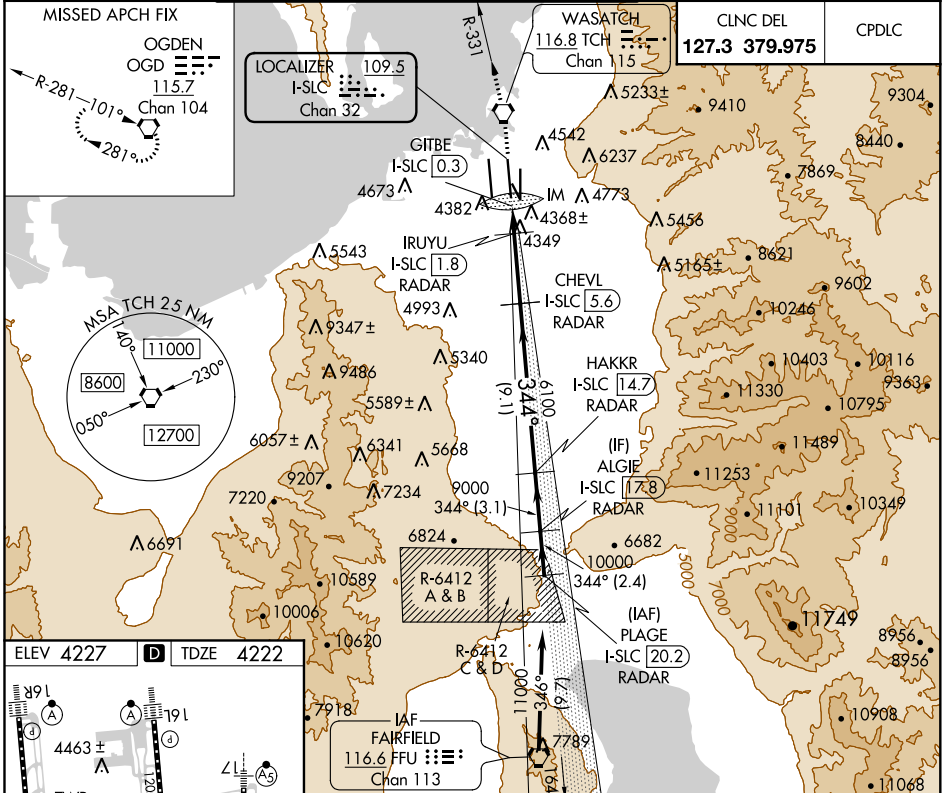 MISSED APCH FIX
OGDEN
OGD
115.7
Chan 104
R-281—101°
281°
LOCALIZER 109.5
I-SLC
Chan 32
R-331
WASATCH
116.8 TCH
Chan 115
CLNC DEL
127.3 379.975
CPDLC
5233±
9410
9304
8440
4542
6237
7869
GITBE
I-SLC 0.3
4673
4382
IM
4773
4368±
4349
5456
IRUYU
I-SLC 1.8
RADAR
5543
5165±
8621
9602
CHEVL
I-SLC 5.6
RADAR
4993
10246
MSA TCH 25 NM
140°
11000
8600
230°
050°
12700
9347±
9486
5340
344°
6100
(9.1)
HAKKR
I-SLC 14.7
RADAR
10403
10116
9363
11330
10795
5589±
6057±
6341
5668
(IF)
ALGIE
I-SLC 17.8
RADAR
11489
11253
9207
7234
7220
9000
344° (3.1)
11101
10349
9000
6691
6824
6682
10000
344° (2.4)
5000
R-6412
A & B
10589
10006
10620
(IAF)
PLAGE
I-SLC 20.2
RADAR
11749
8956
8956
R-6412
C & D
11000
346°
(9.7)
ELEV 4227
D
TDZE 4222
16R
A
A
16L
P
P
4463 ±
17
A5
7918
IAF
FAIRFIELD
116.6 FFU
Chan 113
7789
10908
11068